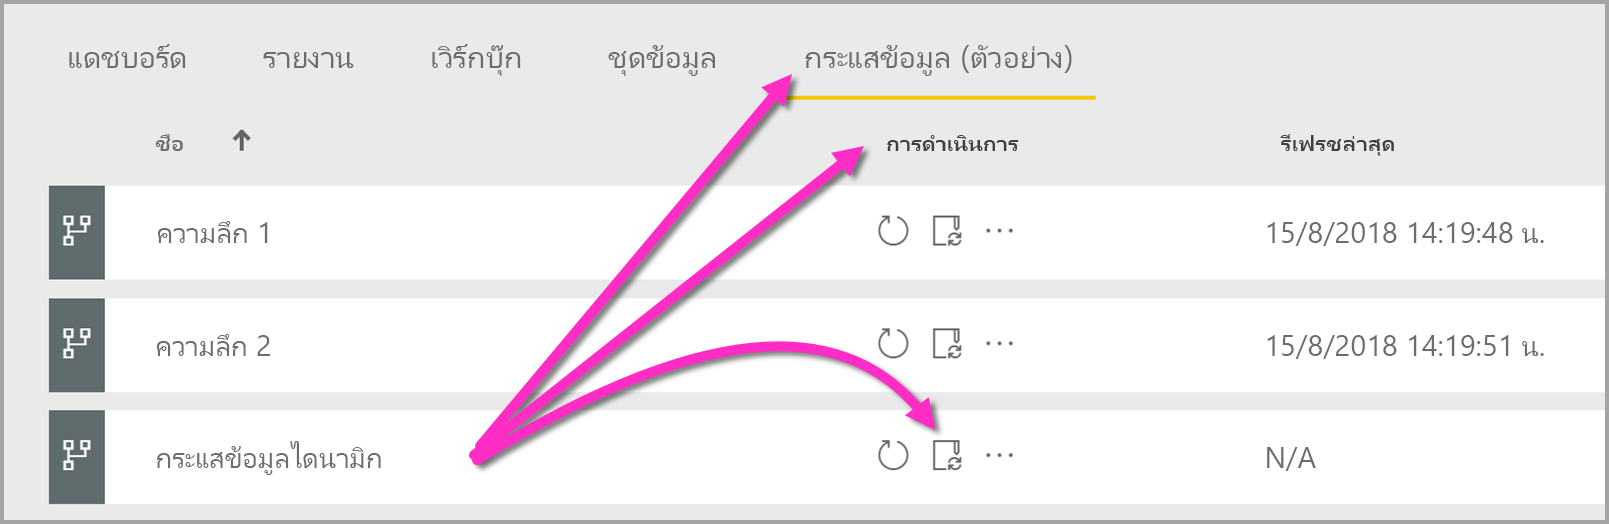 แดชบอร์ด รายงาน เวิร์กบุ๊ก ชุดข้อมูล กระแสข้อมูล (ตัวอย่าง)
ชื่อ การดำเนินการ รีเฟรชล่าสุด
ความลึก 1 15/8/2018 14:19:48 น.
ความลึก 2 15/8/2018 14:19:51 น.
กระแสข้อมูลไดนามิก N/A